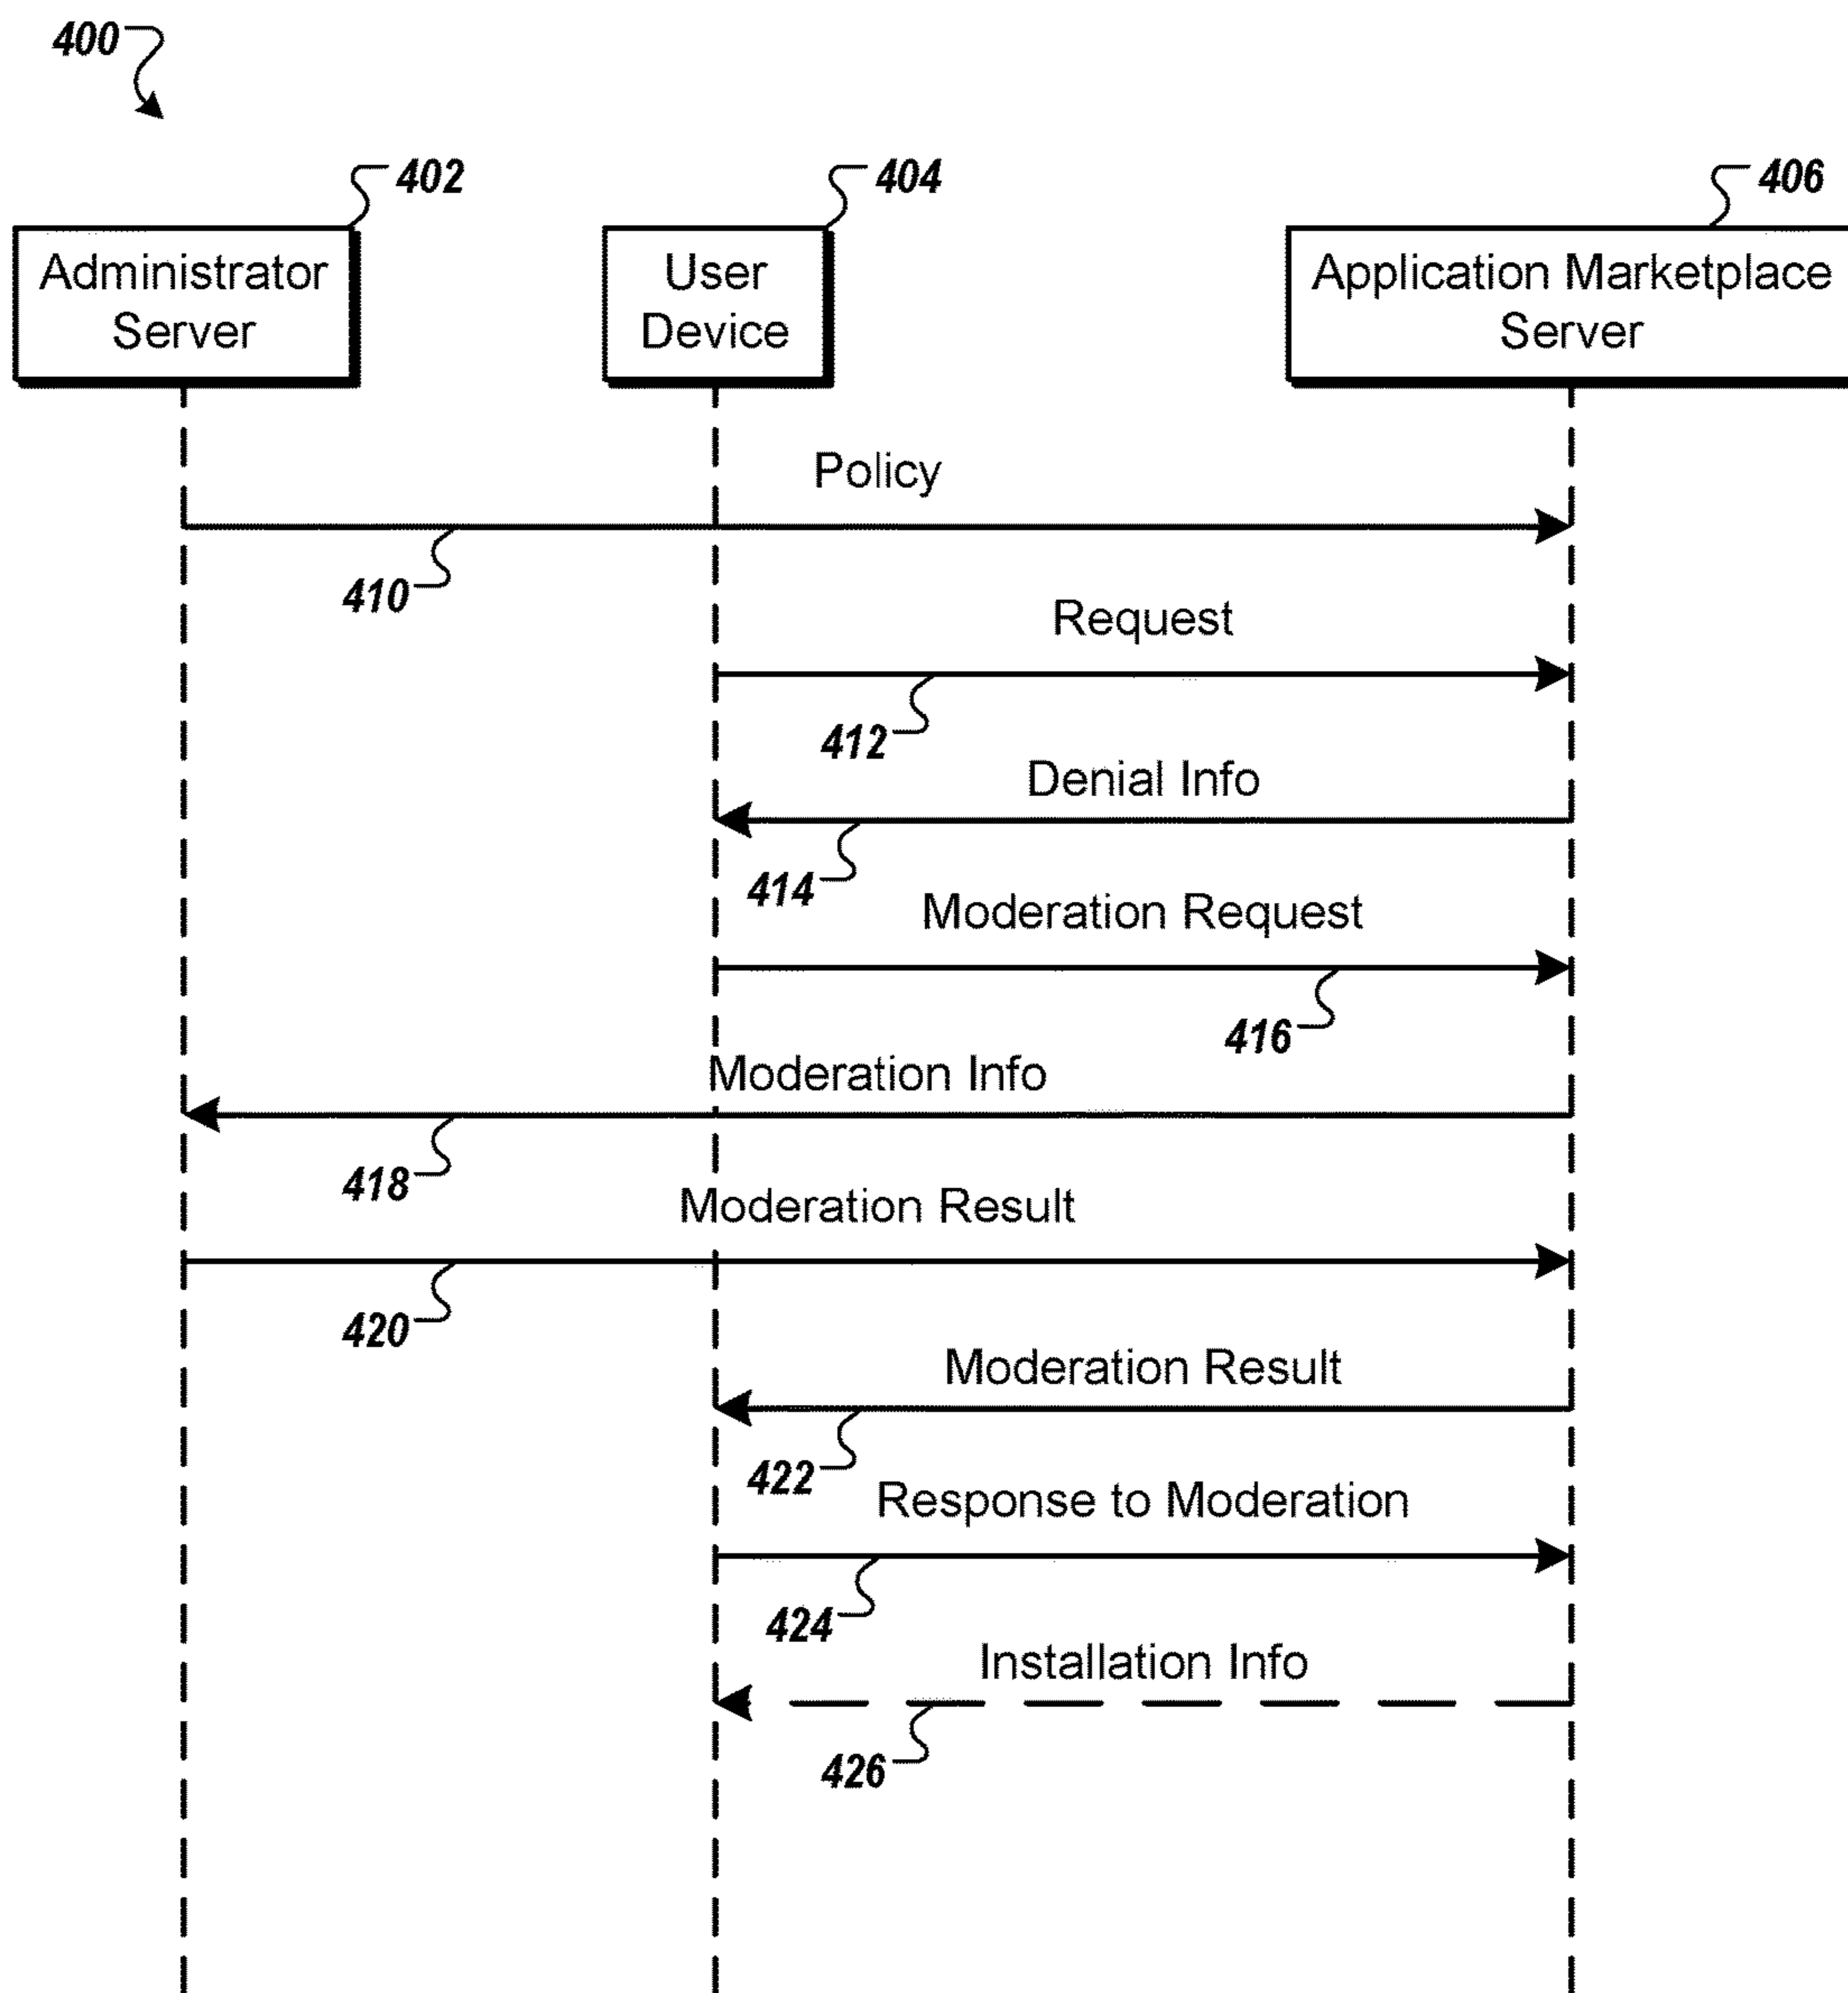 400
402
404
406
Administrator
Server
User
Device
Application Marketplace
Server
Policy
410
Request
412
Denial Info
414
Moderation Request
416
Moderation Info
418
Moderation Result
420
Moderation Result
422
Response to Moderation
424
Installation Info
426